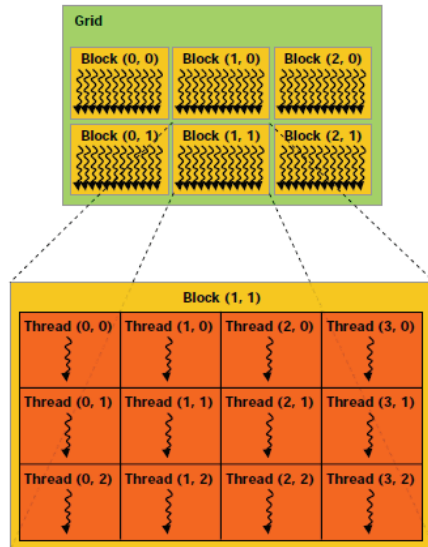 Grid
Block (0, 0) Block (1, 0) Block (2, 0)
Block (0, 1) Block (1, 1) Block (2, 1)
Block (1, 1)
Thread (0, 0) Thread (1, 0) Thread (2, 0) Thread (3, 0)
Thread (0, 1) Thread (1, 1) Thread (2, 1) Thread (3, 1)
Thread (0, 2) Thread (1, 2) Thread (2, 2) Thread (3, 2)